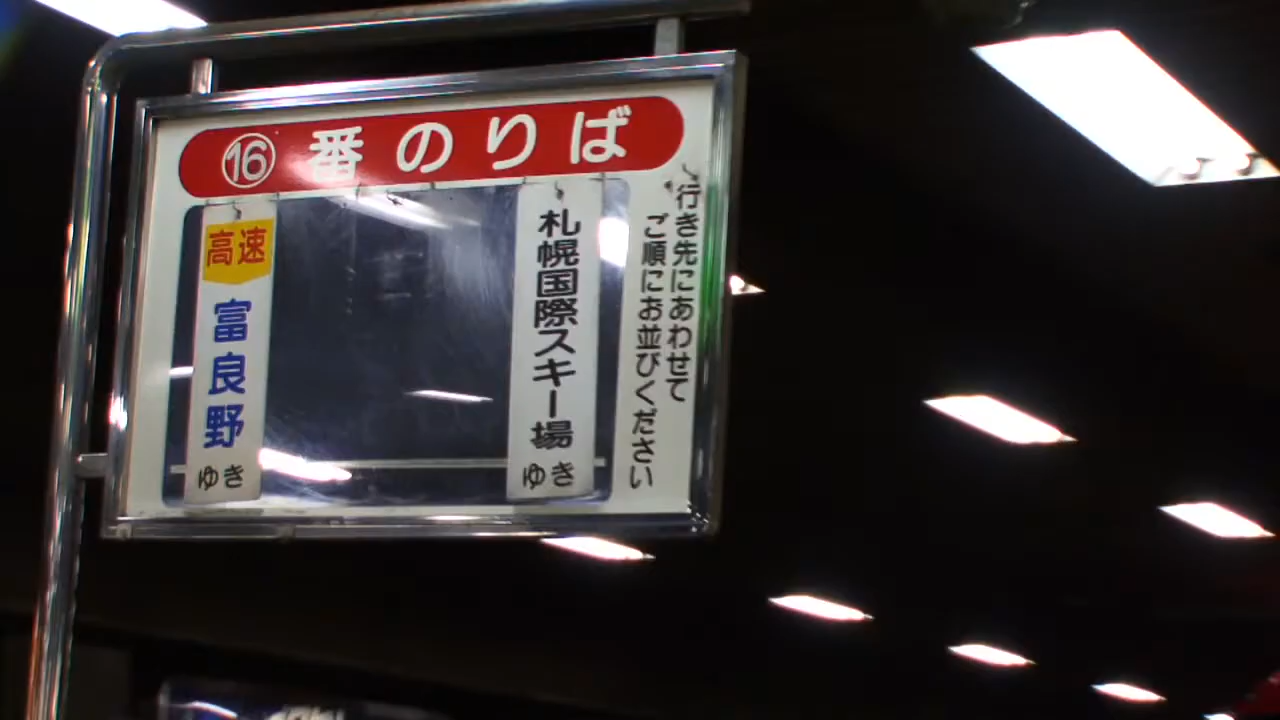 ⑯番のりば
行き先にあわせて
ご順にお並びください
札幌国際スキー場
ゆき
高速
富良野
ゆき